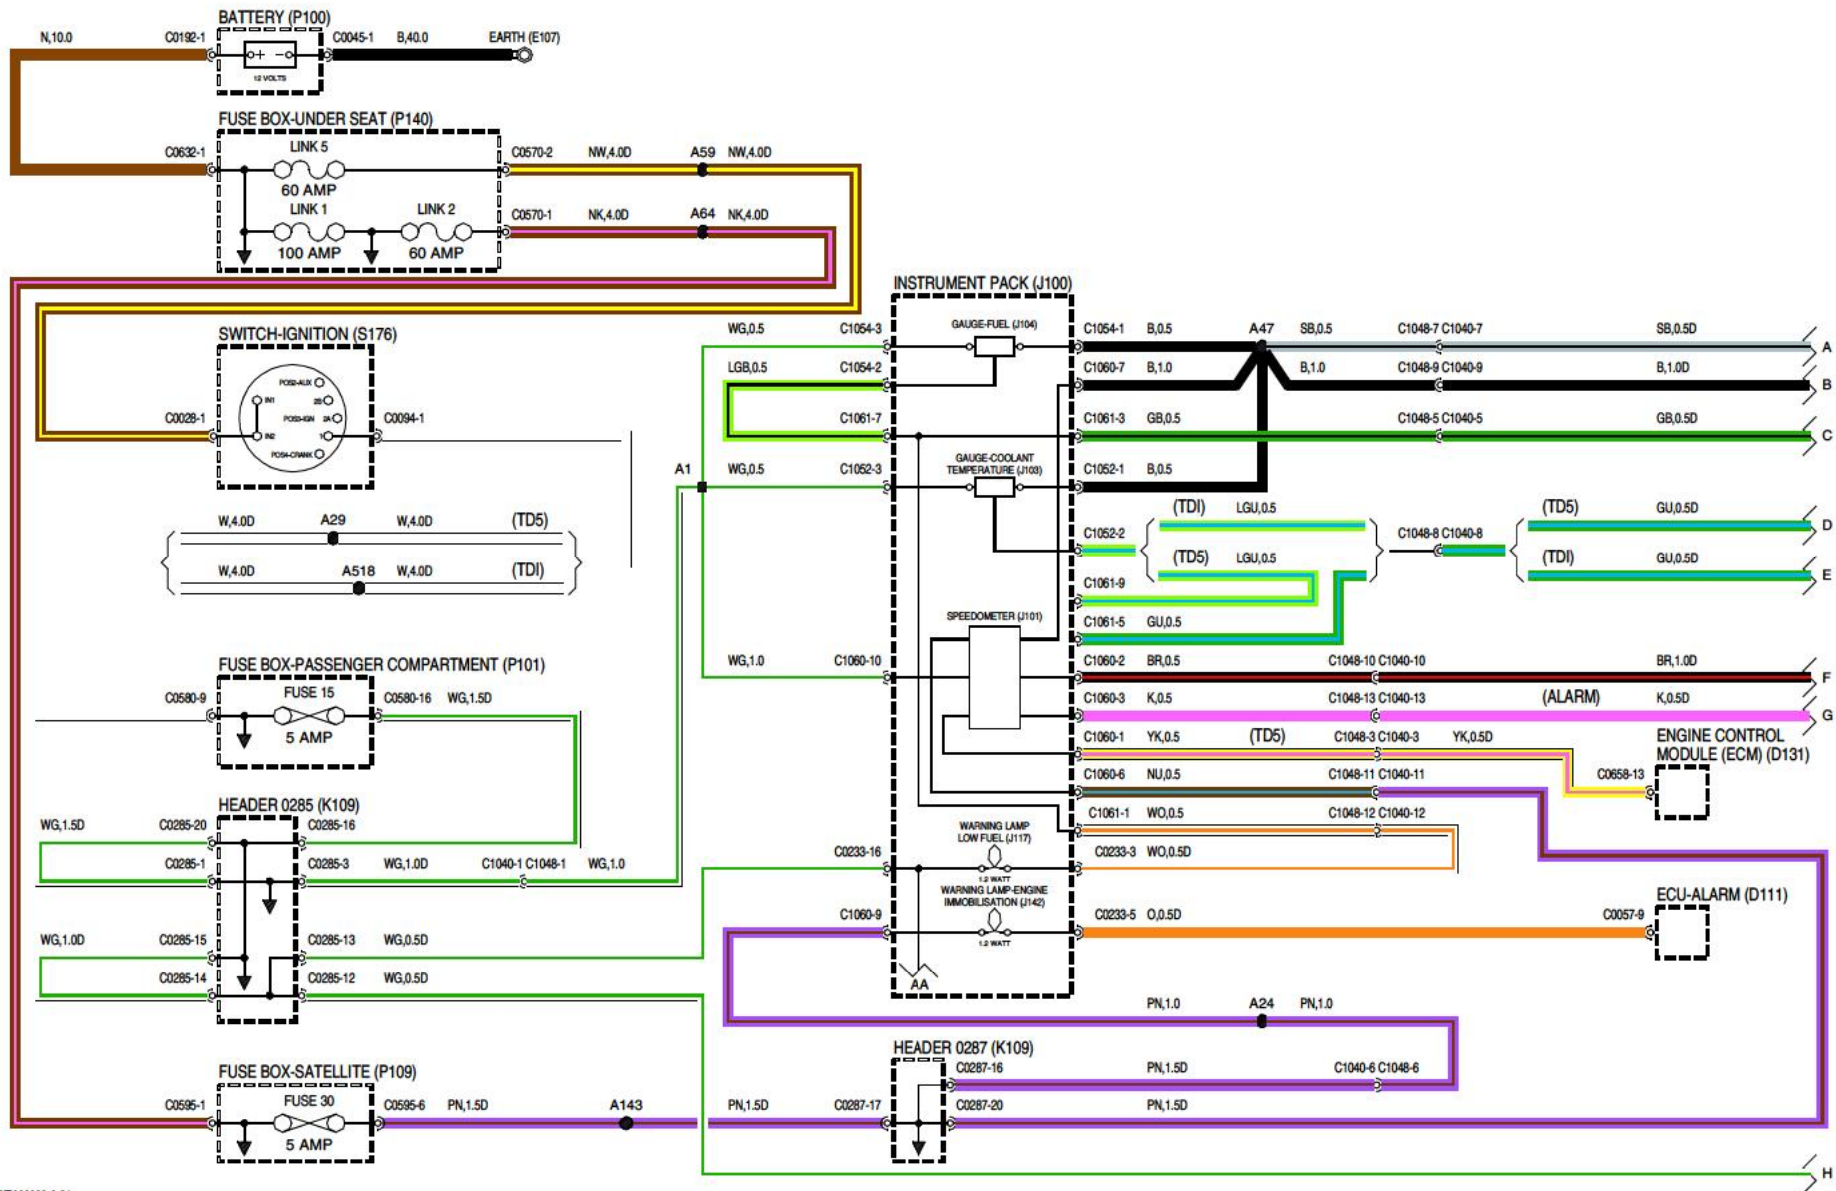 BATTERY (P100)
N,10.0 C0192-1 C0045-1 B,40.0 EARTH (E107)
+ −
12 VOLTS
FUSE BOX-UNDER SEAT (P140)
C0632-1 LINK 5 C0570-2 NW,4.0D A59 NW,4.0D
60 AMP
LINK 1 LINK 2 C0570-1 NK,4.0D A64 NK,4.0D
100 AMP 60 AMP
SWITCH-IGNITION (S176)
POS2-AUX
IN1 2B
POS3-IGN 2A
C0028-1 C0094-1
IN2 1
POS4-CRANK
W,4.0D A29 W,4.0D (TD5)
W,4.0D A518 W,4.0D (TDI)
FUSE BOX-PASSENGER COMPARTMENT (P101)
C0580-9 FUSE 15 C0580-16 WG,1.5D
5 AMP
HEADER 0285 (K109)
WG,1.5D C0285-20 C0285-16
C0285-1 C0285-3 WG,1.0D C1040-1 C1048-1 WG,1.0
WG,1.0D C0285-15 C0285-13 WG,0.5D
C0285-14 C0285-12 WG,0.5D
FUSE BOX-SATELLITE (P109)
C0595-1 FUSE 30 C0595-6 PN,1.5D A143 PN,1.5D C0287-17
5 AMP
INSTRUMENT PACK (J100)
WG,0.5 C1054-3 GAUGE-FUEL (J104) C1054-1 B,0.5 A47 SB,0.5 C1048-7 C1040-7 SB,0.5D A
LGB,0.5 C1054-2 C1060-7 B,1.0 B,1.0 C1048-9 C1040-9 B,1.0D B
C1061-7 C1061-3 GB,0.5 C1048-5 C1040-5 GB,0.5D C
GAUGE-COOLANT
TEMPERATURE (J103)
A1 WG,0.5 C1052-3 C1052-1 B,0.5
(TDI) LGU,0.5 (TD5) GU,0.5D D
C1052-2 C1048-8 C1040-8
(TD5) LGU,0.5 (TDI) GU,0.5D E
C1061-9
SPEEDOMETER (J101) C1061-5 GU,0.5
WG,1.0 C1060-10 C1060-2 BR,0.5 C1048-10 C1040-10 BR,1.0D F
C1060-3 K,0.5 C1048-13 C1040-13 (ALARM) K,0.5D G
C1060-1 YK,0.5 (TD5) C1048-3 C1040-3 YK,0.5D
ENGINE CONTROL
MODULE (ECM) (D131)
C1060-6 NU,0.5 C1048-11 C1040-11 C0658-13
C1061-1 WO,0.5 C1048-12 C1040-12
WARNING LAMP
LOW FUEL (J117)
C0233-16 C0233-3 WO,0.5D
1.2 WATT
WARNING LAMP-ENGINE
IMMOBILISATION (J142)
ECU-ALARM (D111)
C1060-9 C0233-5 O,0.5D C0057-9
1.2 WATT
AA
PN,1.0 A24 PN,1.0
HEADER 0287 (K109)
C0287-16 PN,1.5D C1040-6 C1048-6
C0287-20 PN,1.5D
H